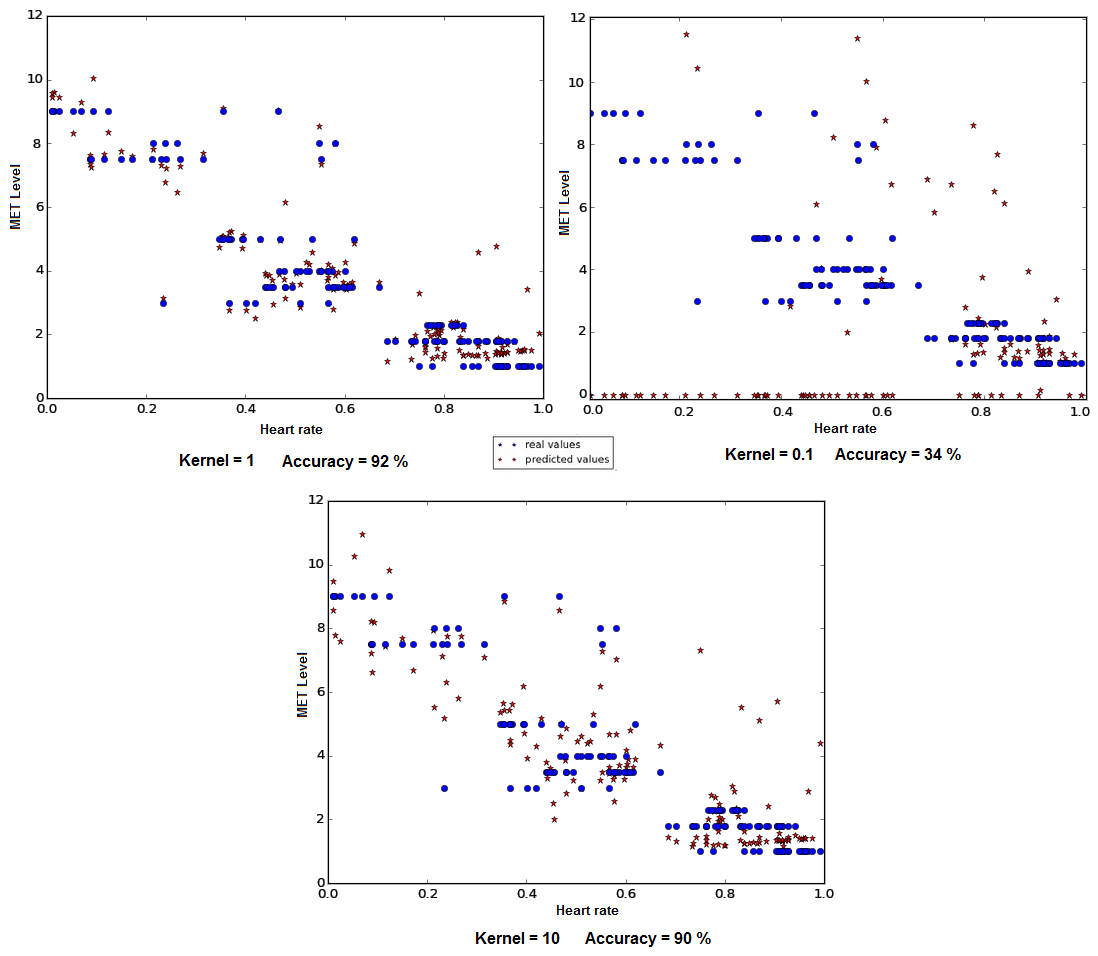 12
10
8
6
4
2
0
MET Level
0.0 0.2 0.4 0.6 0.8 1.0
Heart rate
Kernel = 1 Accuracy = 92 %
12
10
8
6
4
2
0
MET Level
0.0 0.2 0.4 0.6 0.8 1.0
Heart rate
Kernel = 0.1 Accuracy = 34 %
real values
predicted values
12
10
8
6
4
2
0
MET Level
0.0 0.2 0.4 0.6 0.8 1.0
Heart rate
Kernel = 10 Accuracy = 90 %